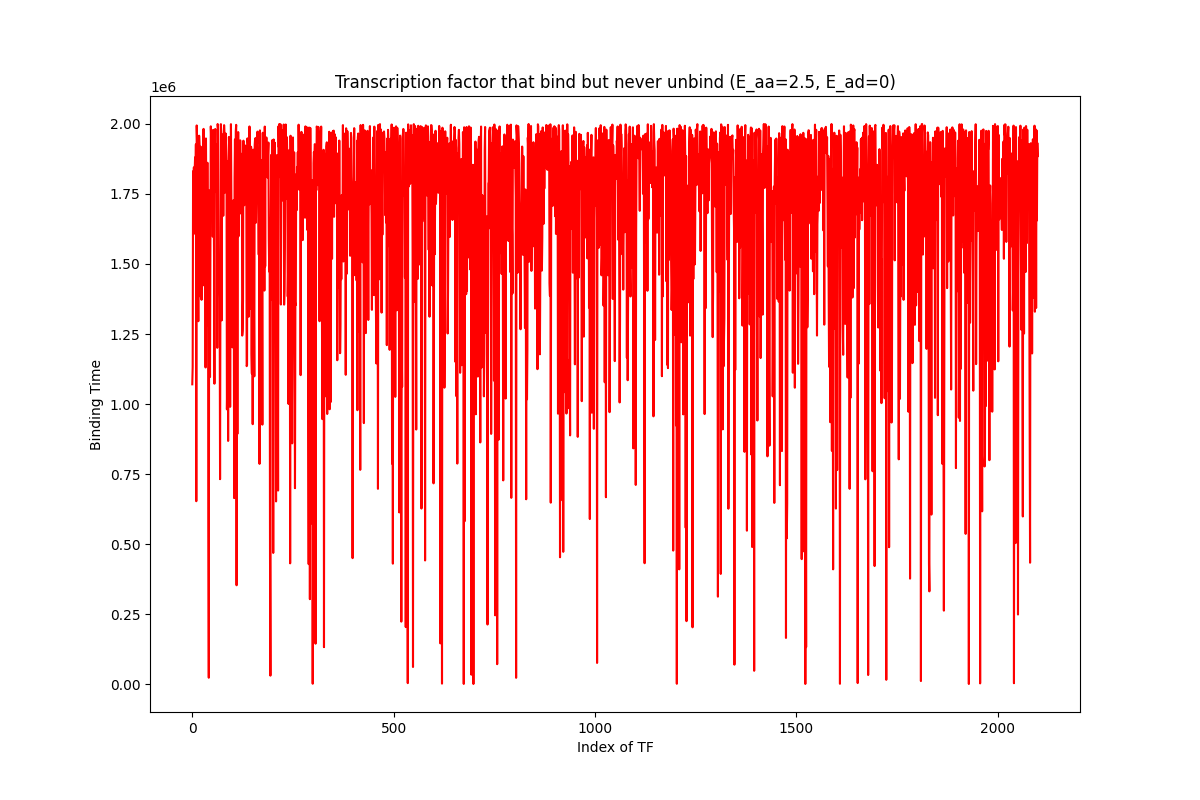 Transcription factor that bind but never unbind (E_aa=2.5, E_ad=0)
1e6
2.00
1.75
1.50
1.25
1.00
0.75
0.50
0.25
0.00
Binding Time
0 500 1000 1500 2000
Index of TF